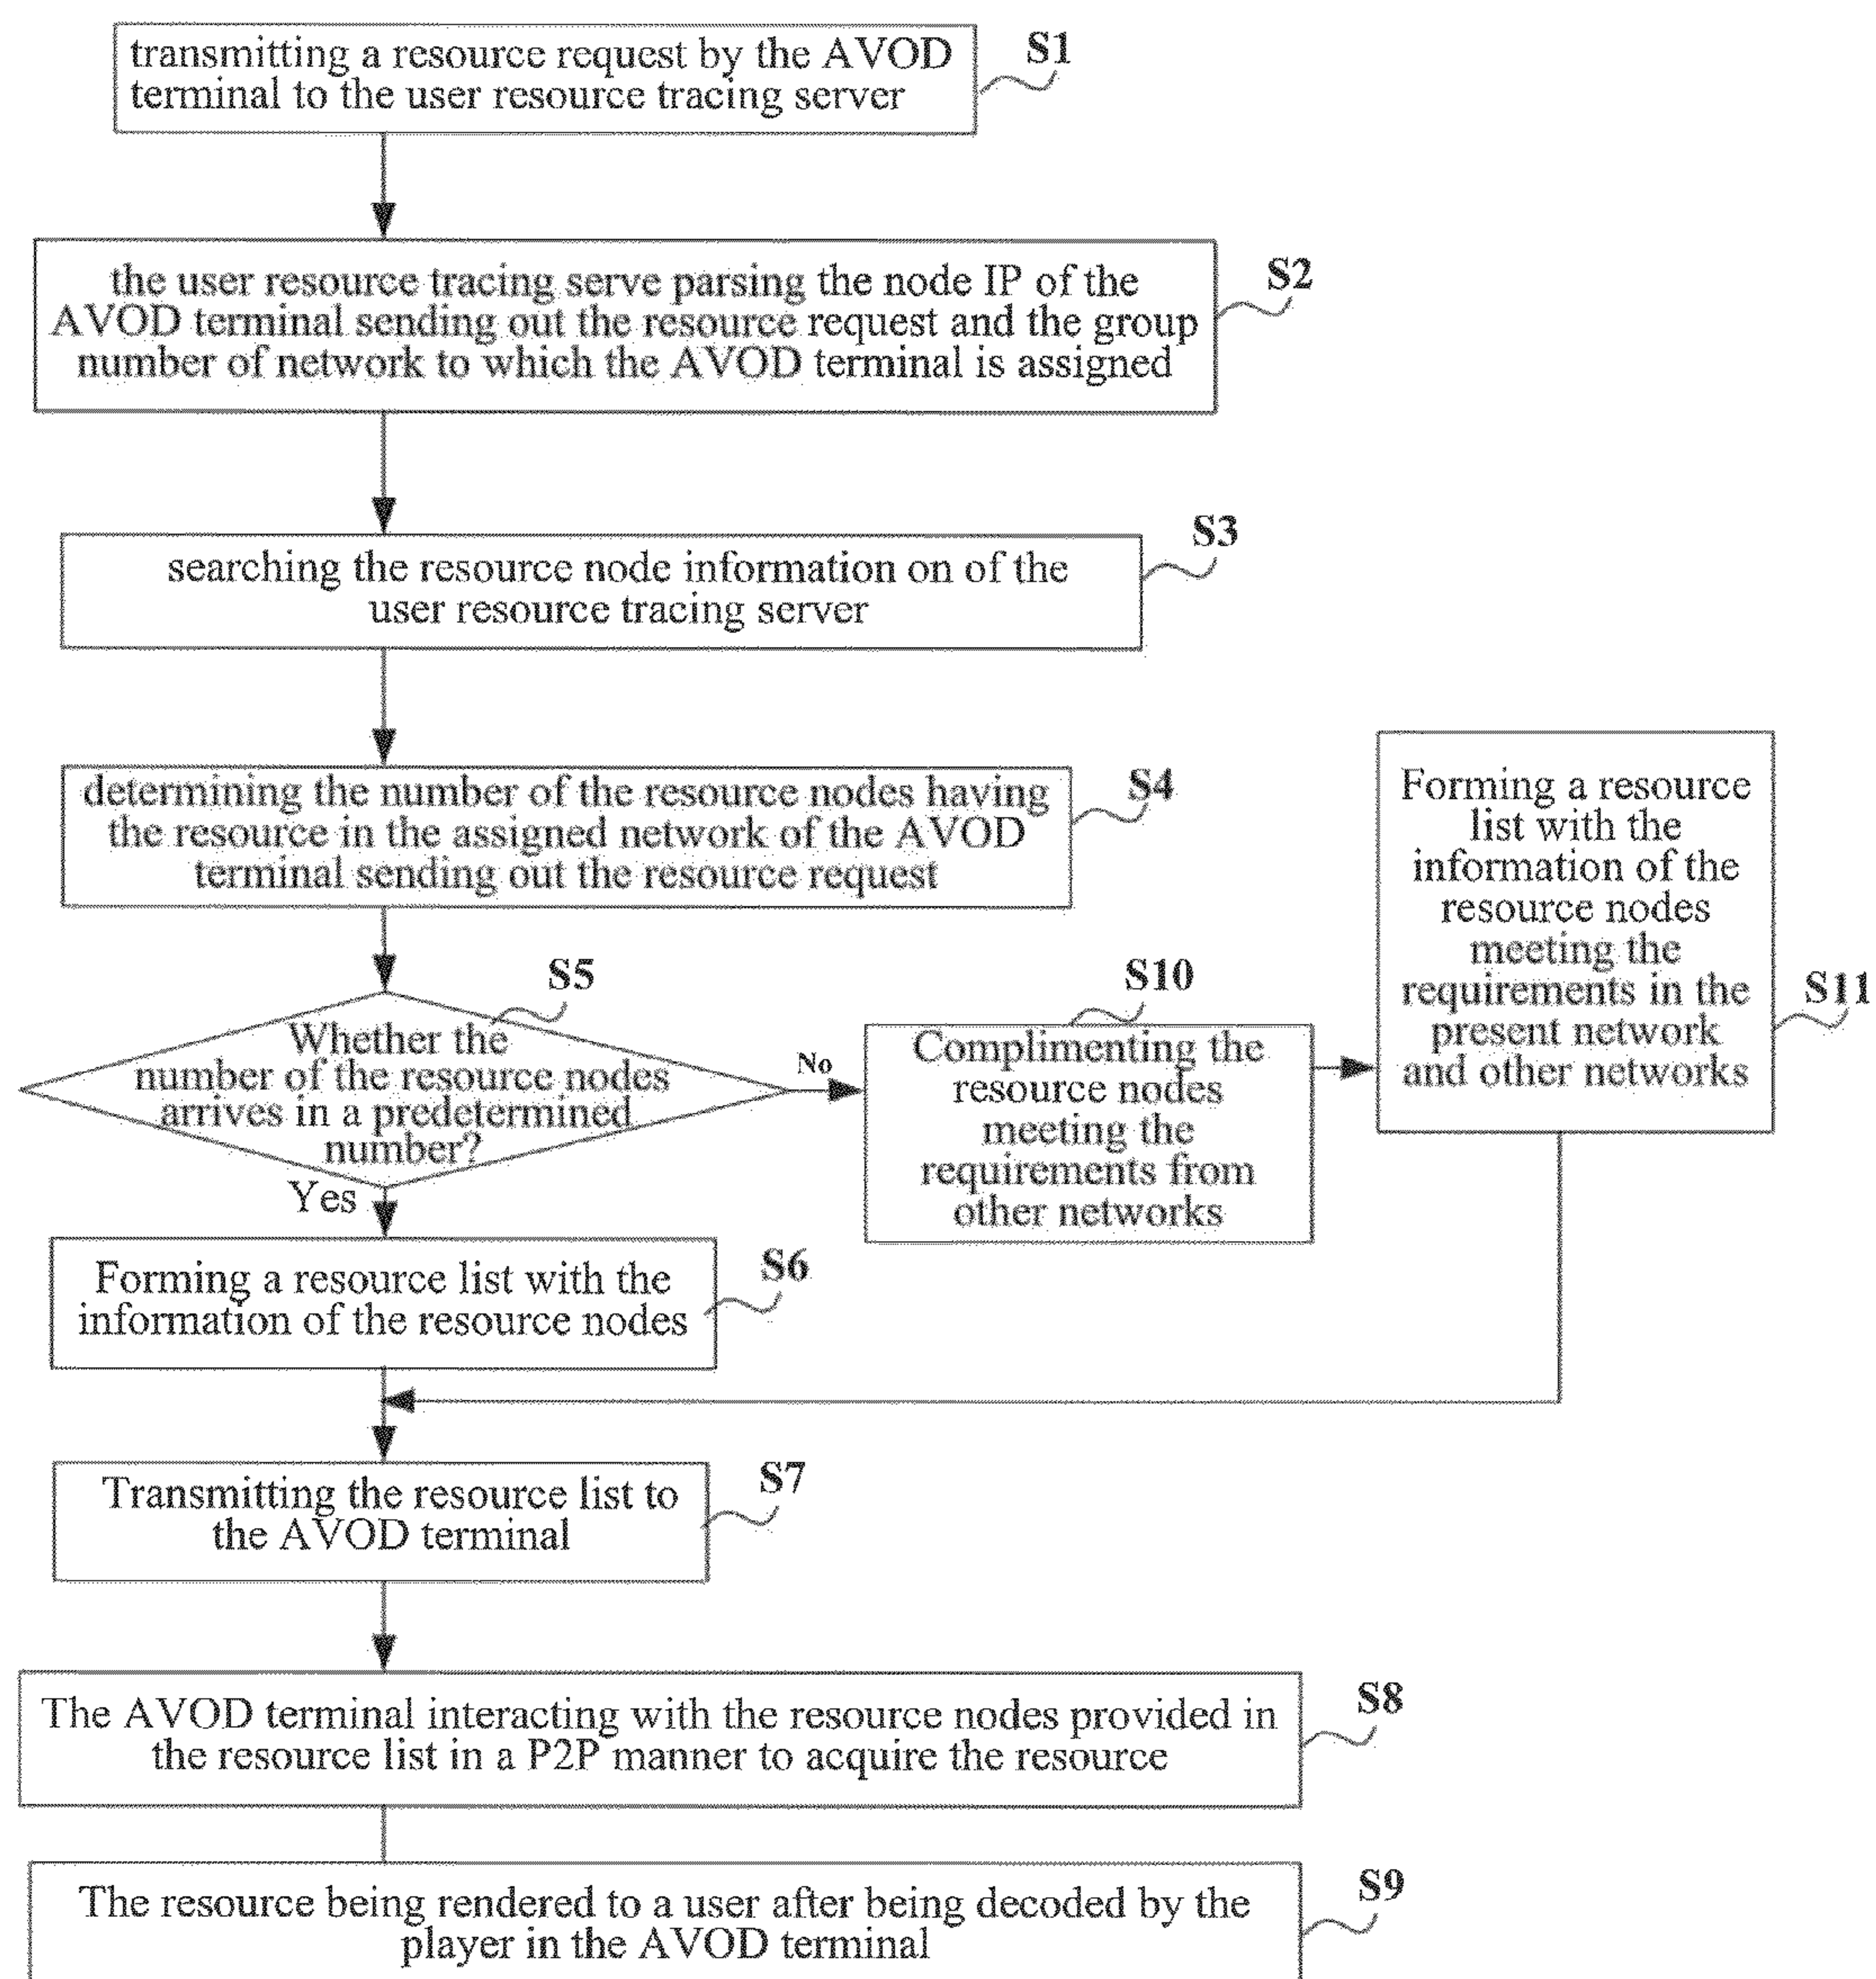 transmitting a resource request by the AVOD
terminal to the user resource tracing server
S1
the user resource tracing serve parsing the node IP of the
AVOD terminal sending out the resource request and the group
number of network to which the AVOD terminal is assigned
S2
searching the resource node information on of the
user resource tracing server
S3
determining the number of the resource nodes having
the resource in the assigned network of the AVOD
terminal sending out the resource request
S4
Whether the
number of the resource nodes
arrives in a predetermined
number?
S5
No
Yes
Complimenting the
resource nodes
meeting the
requirements from
other networks
S10
Forming a resource
list with the
information of the
resource nodes
meeting the
requirements in the
present network
and other networks
S11
Forming a resource list with the
information of the resource nodes
S6
Transmitting the resource list to
the AVOD terminal
S7
The AVOD terminal interacting with the resource nodes provided in
the resource list in a P2P manner to acquire the resource
S8
The resource being rendered to a user after being decoded by the
player in the AVOD terminal
S9